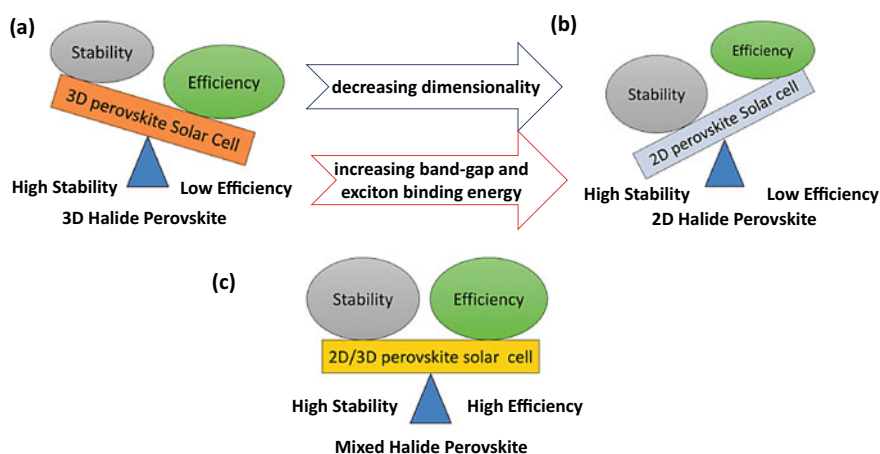 (a)
Stability
Efficiency
3D perovskite Solar Cell
High Stability
Low Efficiency
3D Halide Perovskite
decreasing dimensionality
increasing band-gap and
exciton binding energy
(b)
Efficiency
Stability
2D perovskite Solar cell
High Stability
Low Efficiency
2D Halide Perovskite
(c)
Stability
Efficiency
2D/3D perovskite solar cell
High Stability
High Efficiency
Mixed Halide Perovskite